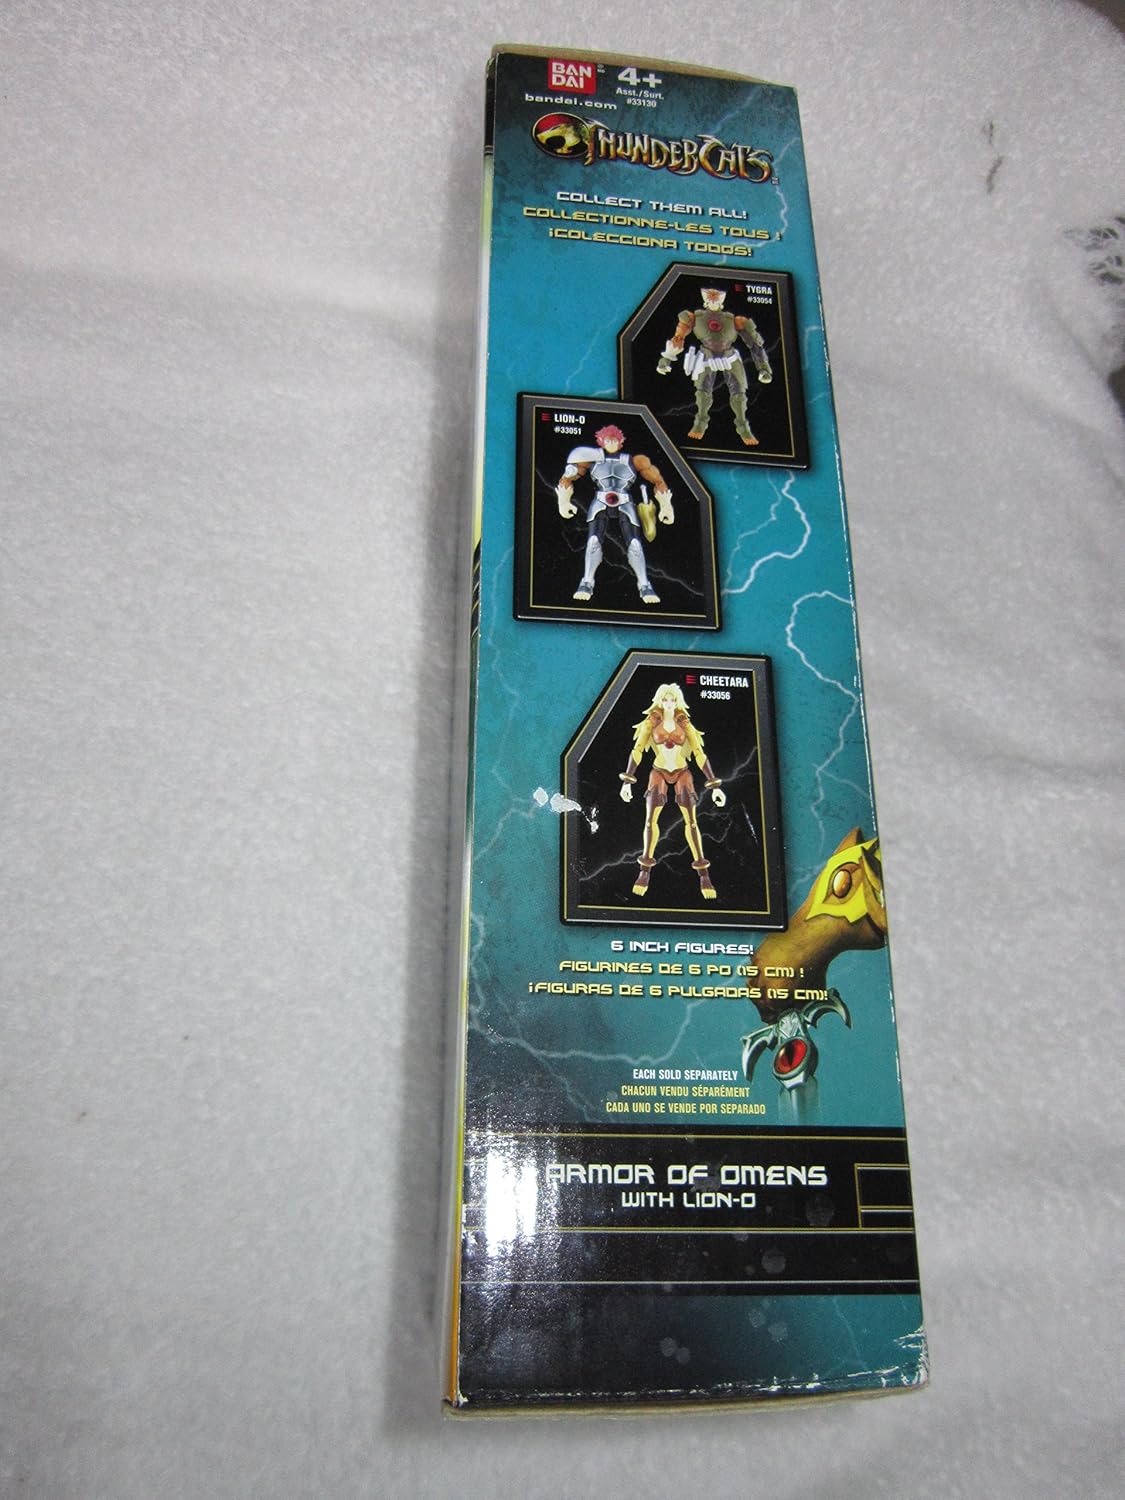 BAN
DAI
bandai.com
4+
Asst./Surt.
#33130
THUNDERCATS
COLLECT THEM ALL!
COLLECTIONNE-LES TOUS !
¡COLECCIONA TODOS!
TYGRA
#33054
LION-O
#33051
CHEETARA
#33056
6 INCH FIGURES!
FIGURINES DE 6 PO (15 CM) !
¡FIGURAS DE 6 PULGADAS (15 CM)!
EACH SOLD SEPARATELY
CHACUN VENDU SÉPARÉMENT
CADA UNO SE VENDE POR SEPARADO
ARMOR OF OMENS
WITH LION-O